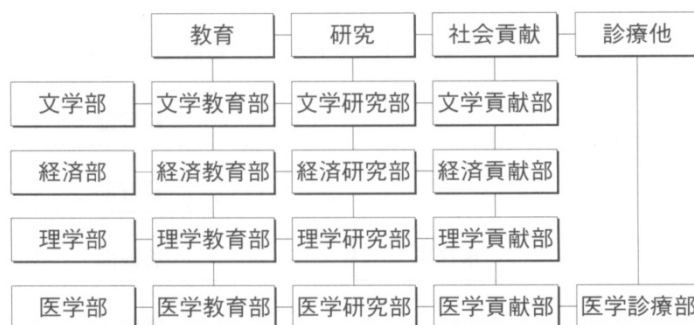 教育 研究 社会貢献 診療他
文学部 文学教育部 文学研究部 文学貢献部
経済部 経済教育部 経済研究部 経済貢献部
理学部 理学教育部 理学研究部 理学貢献部
医学部 医学教育部 医学研究部 医学貢献部 医学診療部